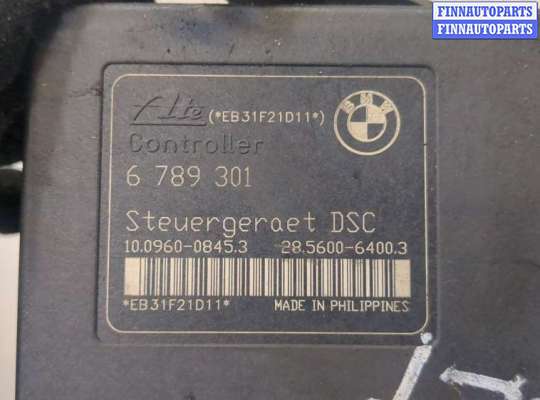 FINNAUTOPARTS
FINNAUTOPARTS
Ate (*EB31F21D11*)
BMW
Controller
6 789 301
Steuergeraet DSC
10.0960-0845.3 28.5600-6400.3
*EB31F21D11* MADE IN PHILIPPINES